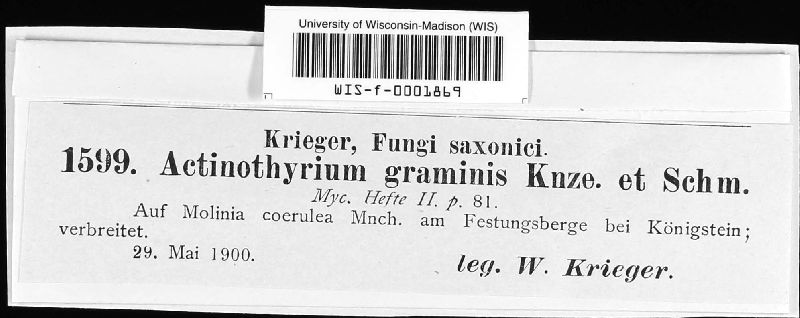 University of Wisconsin-Madison (WIS)
WIS-f-0001869
Krieger, Fungi saxonici.
1599. Actinothyrium graminis Knze. et Schm.
Myc. Hefte II. p. 81.
Auf Molinia coerulea Mnch. am Festungsberge bei Königstein;
verbreitet.
29. Mai 1900.
leg. W. Krieger.